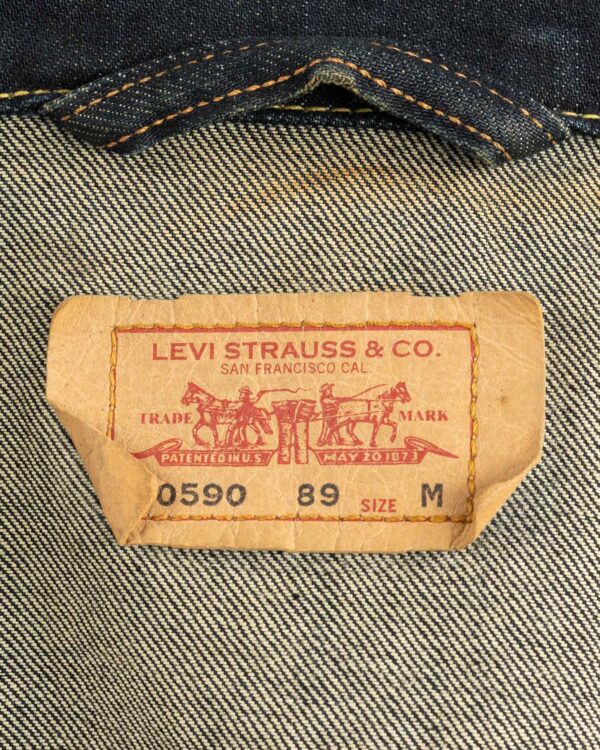 LEVI STRAUSS & CO.
SAN FRANCISCO CAL.
TRADE MARK
PATENTED IN U.S. MAY 20 1873
0590 89 SIZE M